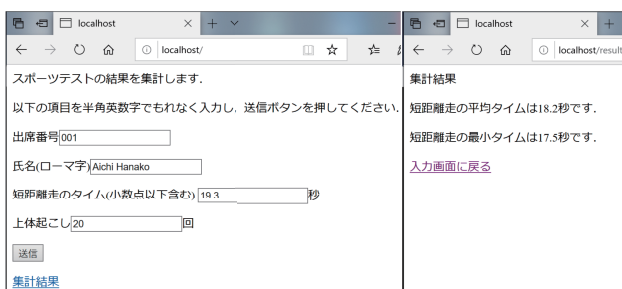 localhost
localhost/
スポーツテストの結果を集計します.
以下の項目を半角英数字でもれなく入力し, 送信ボタンを押してください.
出席番号 001
氏名(ローマ字) Aichi Hanako
短距離走のタイム(小数点以下含む) 19.3 秒
上体起こし 20 回
送信
集計結果
localhost
localhost/result
集計結果
短距離走の平均タイムは18.2秒です.
短距離走の最小タイムは17.5秒です.
入力画面に戻る